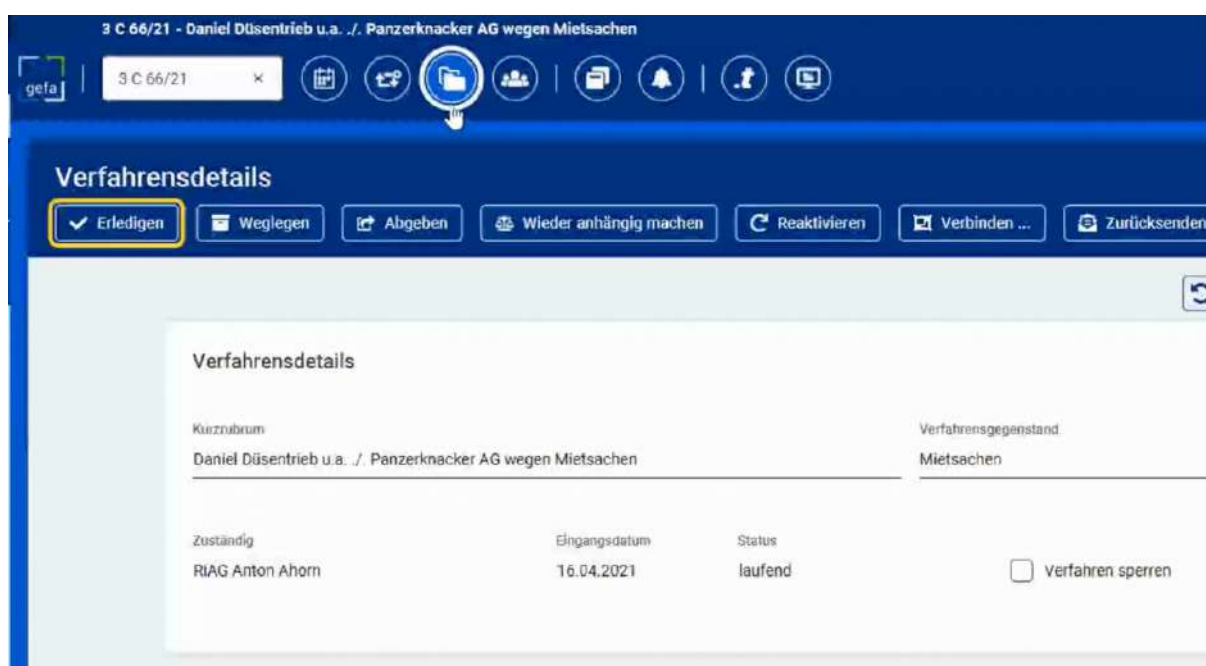 3 C 66/21 - Daniel Düsentrieb u.a. ./. Panzerknacker AG wegen Mietsachen
gefa
3 C 66/21
Verfahrensdetails
Erledigen
Weglegen
Abgeben
Wieder anhängig machen
Reaktivieren
Verbinden ...
Zurücksenden
Verfahrensdetails
Kurzrubrum
Verfahrensgegenstand
Daniel Düsentrieb u.a. ./. Panzerknacker AG wegen Mietsachen
Mietsachen
Zuständig
Eingangsdatum
Status
RiAG Anton Ahorn
16.04.2021
laufend
Verfahren sperren